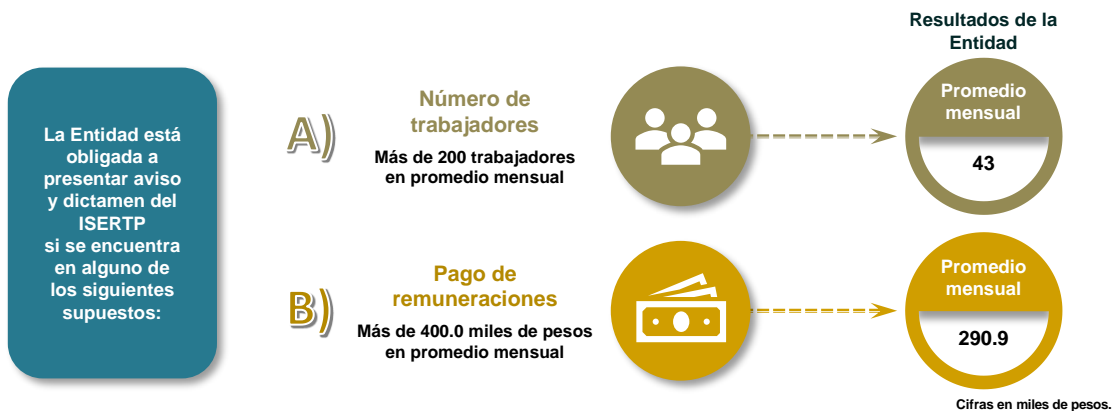 La Entidad está
obligada a
presentar aviso
y dictamen del
ISERTP
si se encuentra
en alguno de
los siguientes
supuestos:
A)
Número de
trabajadores
Más de 200 trabajadores
en promedio mensual
Resultados de la
Entidad
Promedio
mensual
43
B)
Pago de
remuneraciones
Más de 400.0 miles de pesos
en promedio mensual
Promedio
mensual
290.9
Cifras en miles de pesos.